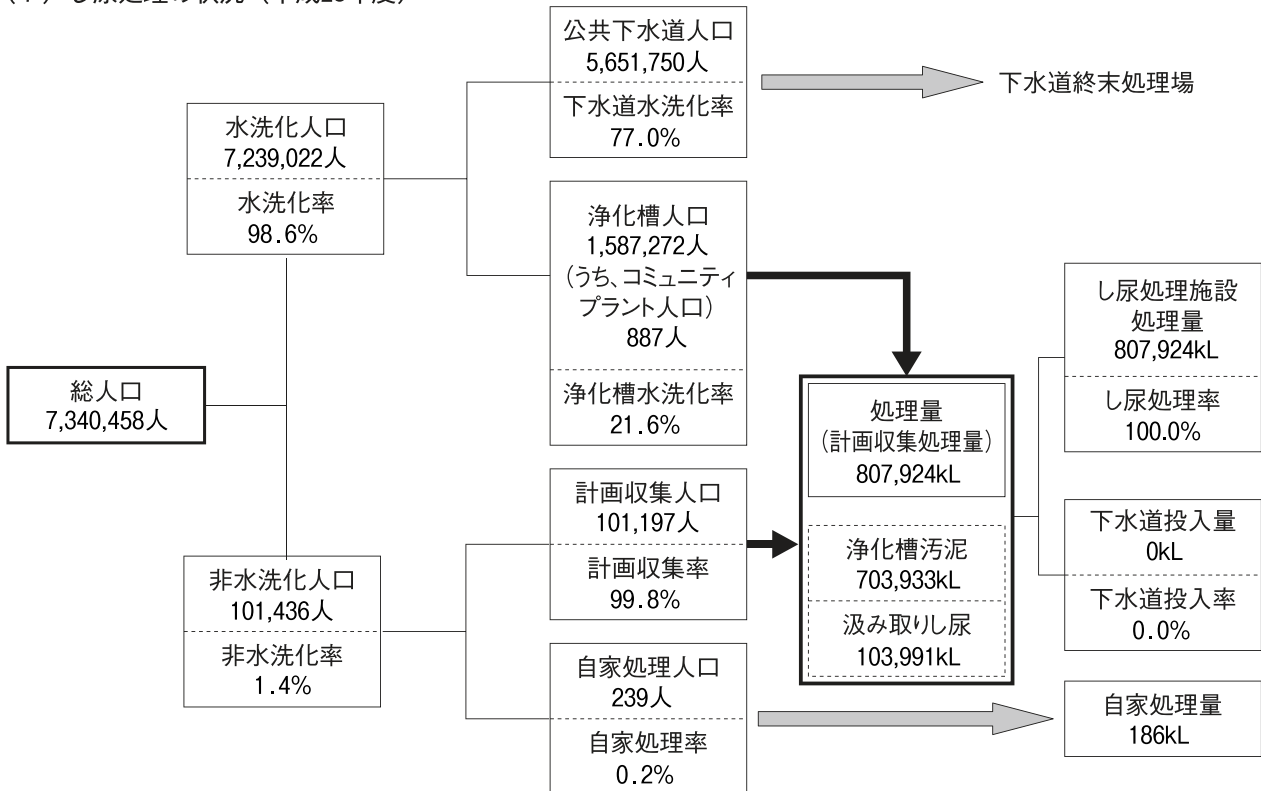 総人口
7,340,458人
水洗化人口
7,239,022人
水洗化率
98.6%
非水洗化人口
101,436人
非水洗化率
1.4%
公共下水道人口
5,651,750人
下水道水洗化率
77.0%
下水道終末処理場
浄化槽人口
1,587,272人
(うち、コミュニティ
プラント人口)
887人
浄化槽水洗化率
21.6%
計画収集人口
101,197人
計画収集率
99.8%
自家処理人口
239人
自家処理率
0.2%
処理量
(計画収集処理量)
807,924kL
浄化槽汚泥
703,933kL
汲み取りし尿
103,991kL
し尿処理施設
処理量
807,924kL
し尿処理率
100.0%
下水道投入量
0kL
下水道投入率
0.0%
自家処理量
186kL